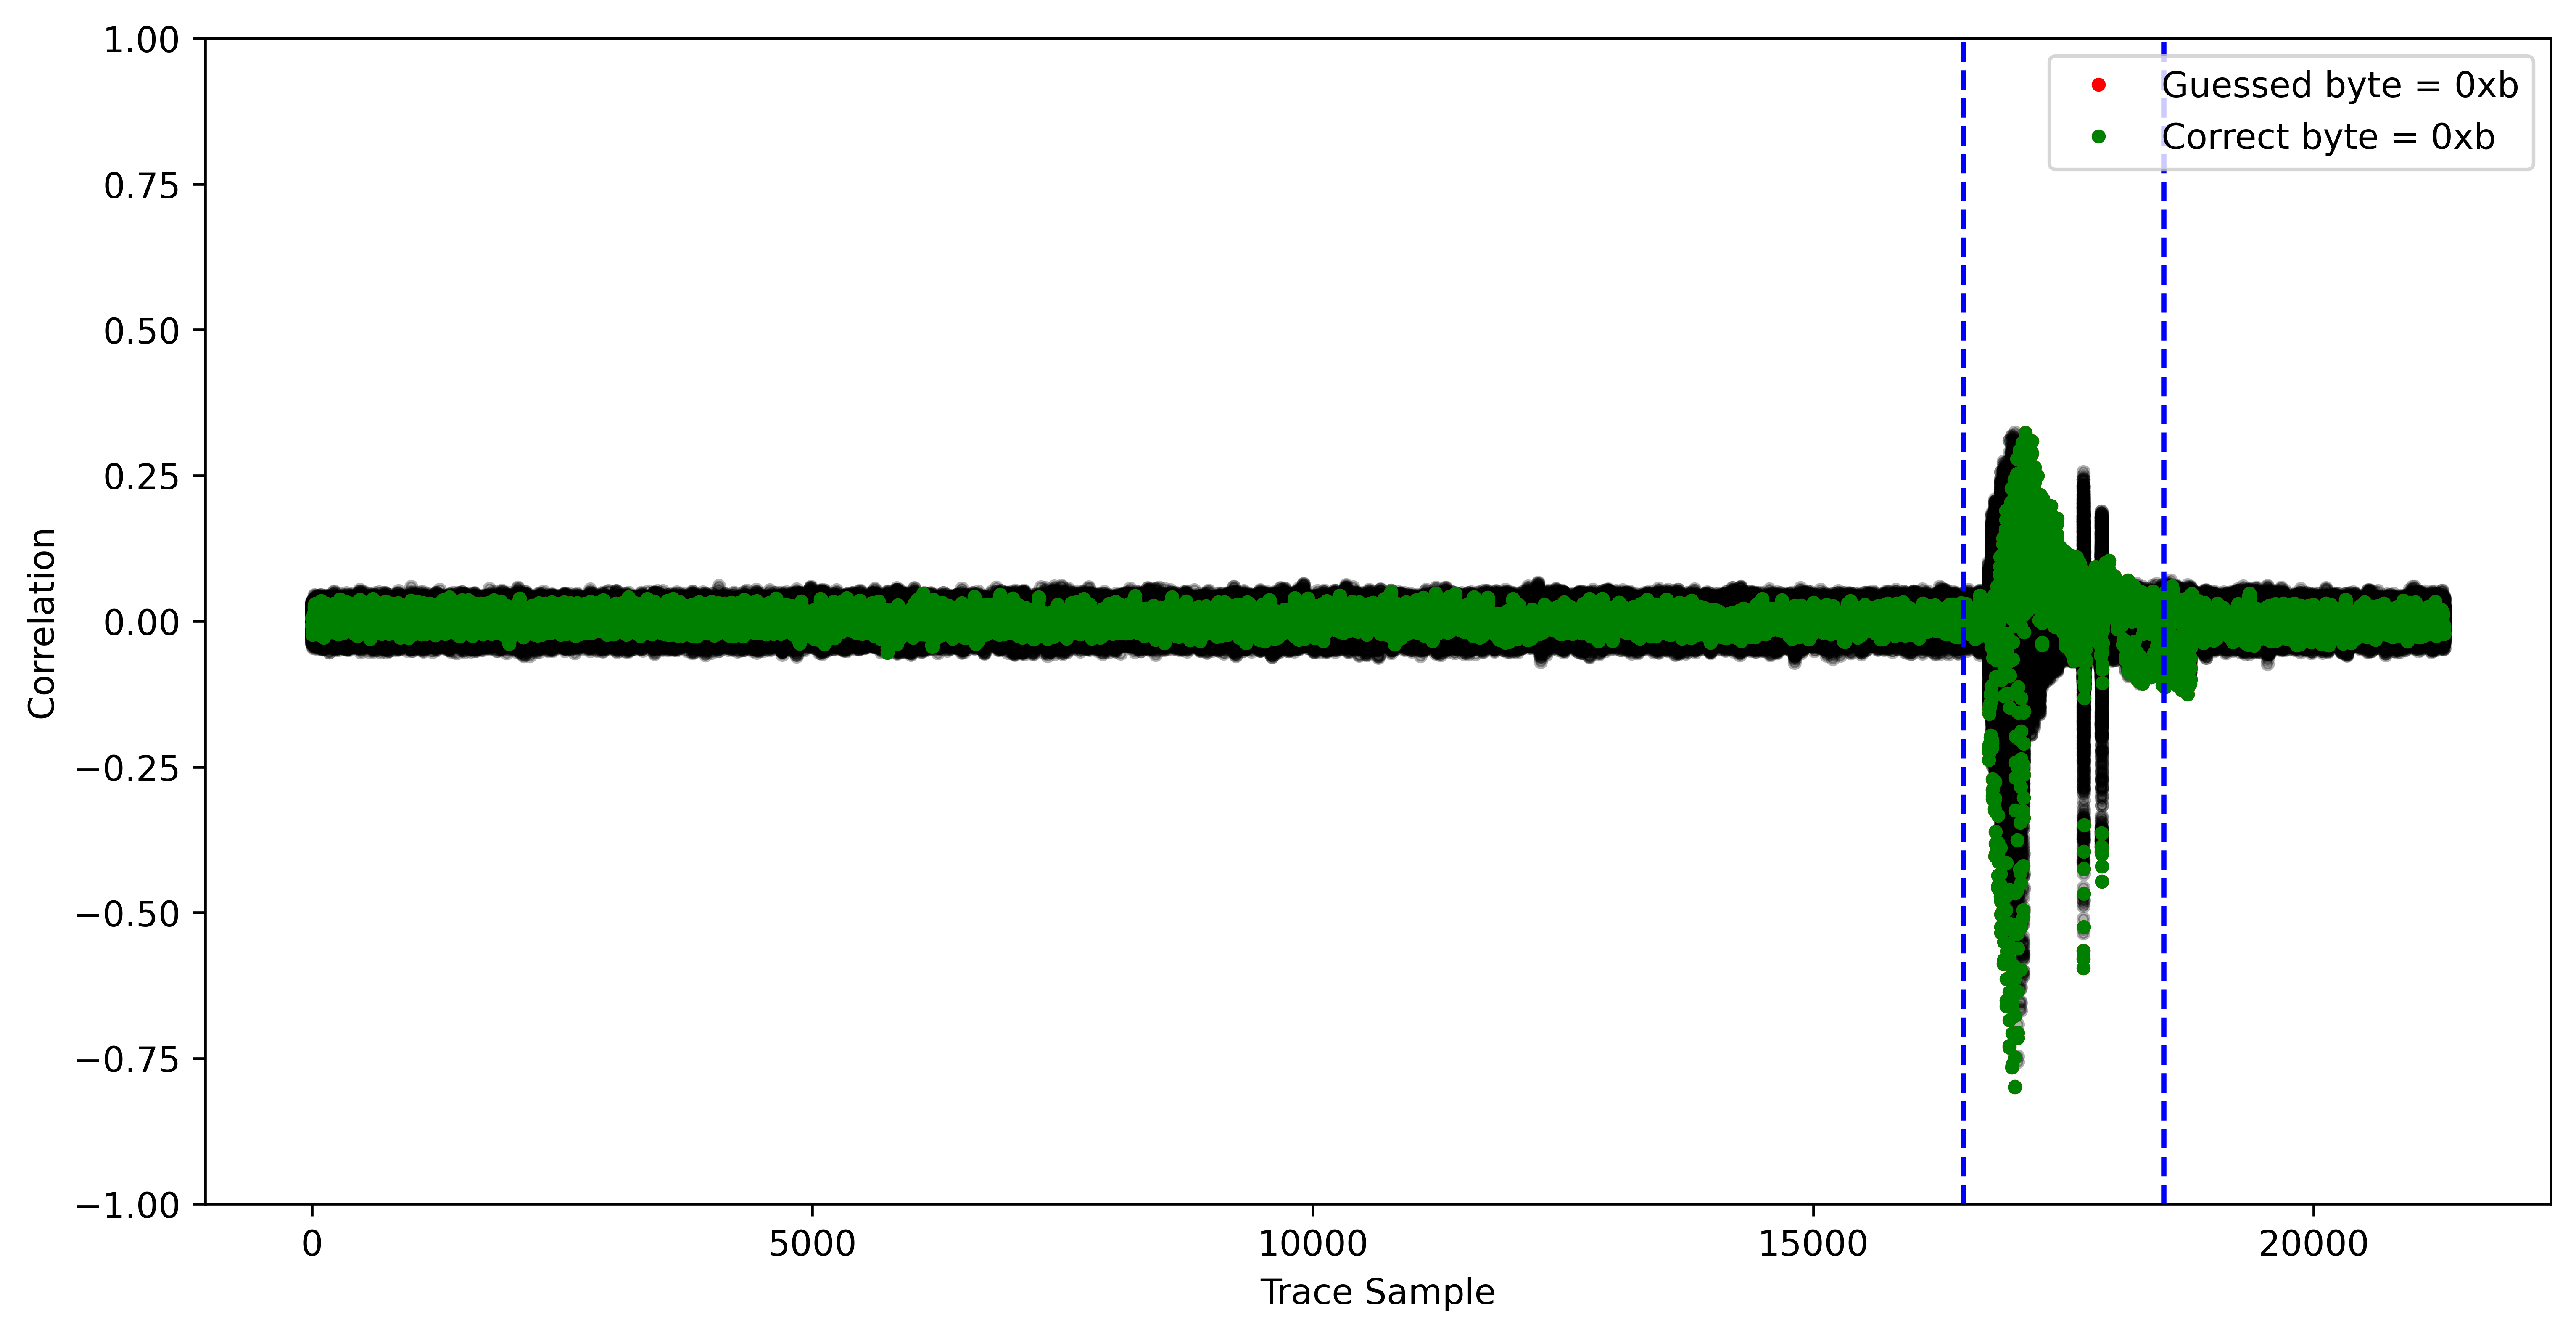 1.00
0.75
0.50
0.25
0.00
−0.25
−0.50
−0.75
−1.00
Correlation
Guessed byte = 0xb
Correct byte = 0xb
0 5000 10000 15000 20000
Trace Sample